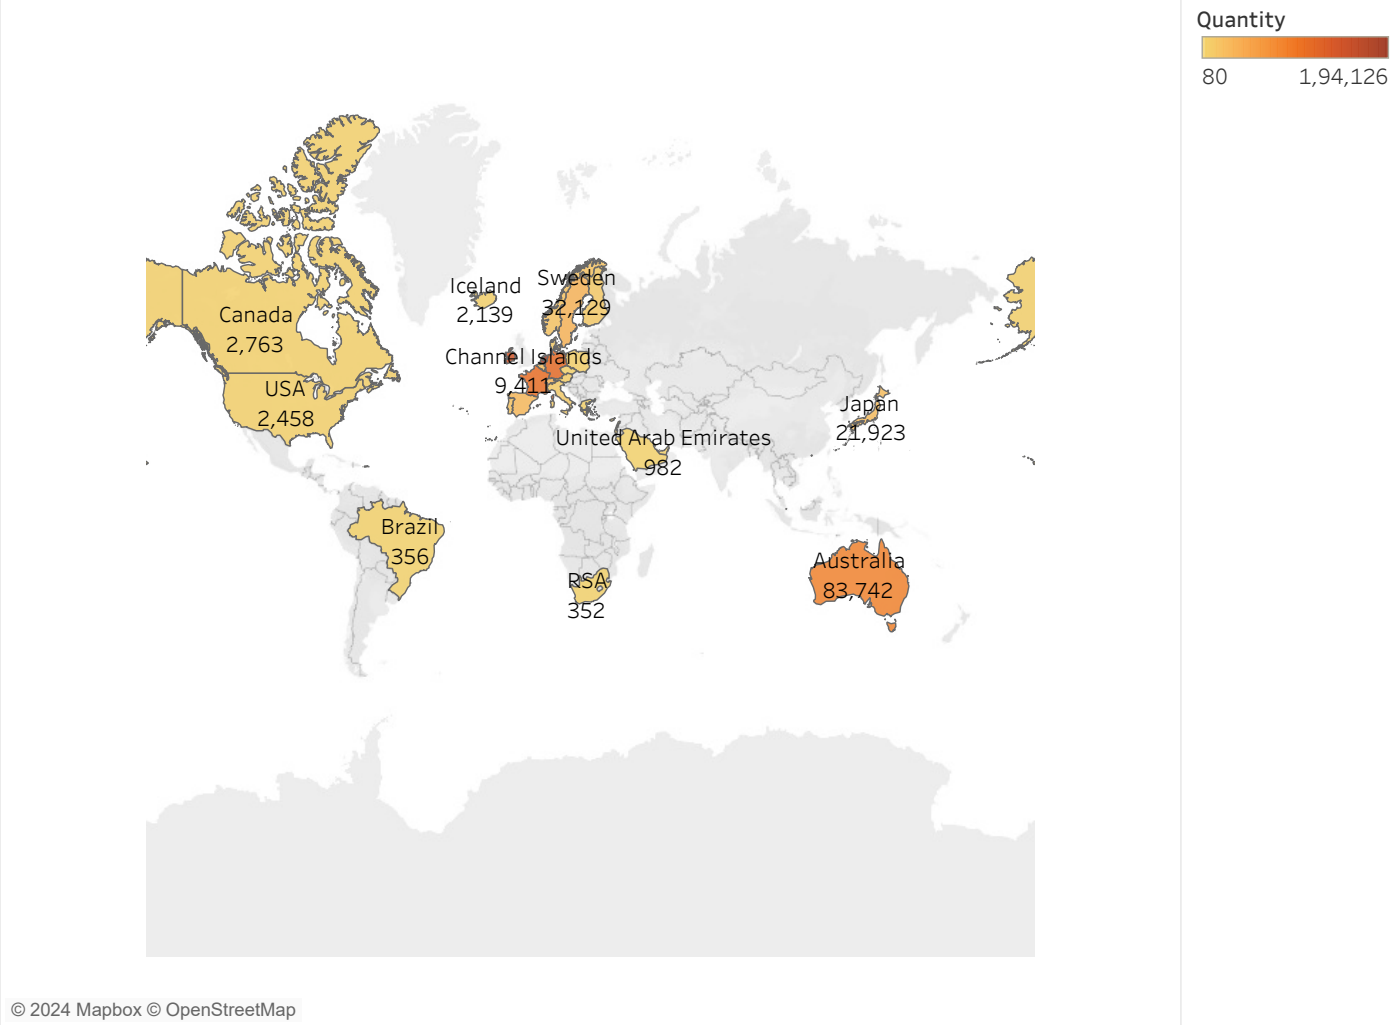 Quantity
80 1,94,126
Iceland
2,139
Sweden
32,129
Canada
2,763
Channel Islands
9,411
USA
2,458
Japan
21,923
United Arab Emirates
982
Brazil
356
Australia
83,742
RSA
352
© 2024 Mapbox © OpenStreetMap